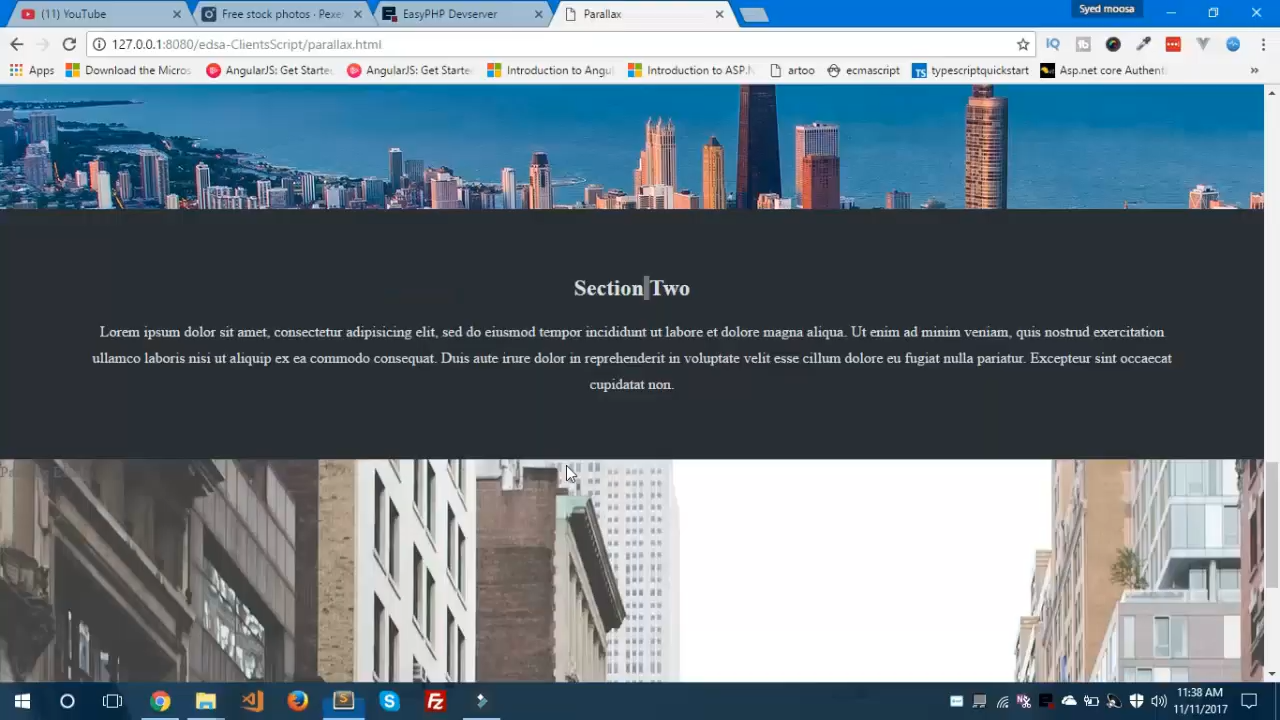 (11) YouTube
Free stock photos · Pexe
EasyPHP Devserver
Parallax
Syed moosa
127.0.0.1:8080/edsa-ClientsScript/parallax.html
Apps
Download the Micros
AngularJS: Get Starte
AngularJS: Get Starte
Introduction to Angu
Introduction to ASP.N
artoo
ecmascript
typescriptquickstart
Asp.net core Authent
Section Two
Lorem ipsum dolor sit amet, consectetur adipisicing elit, sed do eiusmod tempor incididunt ut labore et dolore magna aliqua. Ut enim ad minim veniam, quis nostrud exercitation
ullamco laboris nisi ut aliquip ex ea commodo consequat. Duis aute irure dolor in reprehenderit in voluptate velit esse cillum dolore eu fugiat nulla pariatur. Excepteur sint occaecat
cupidatat non.
11:38 AM
11/11/2017